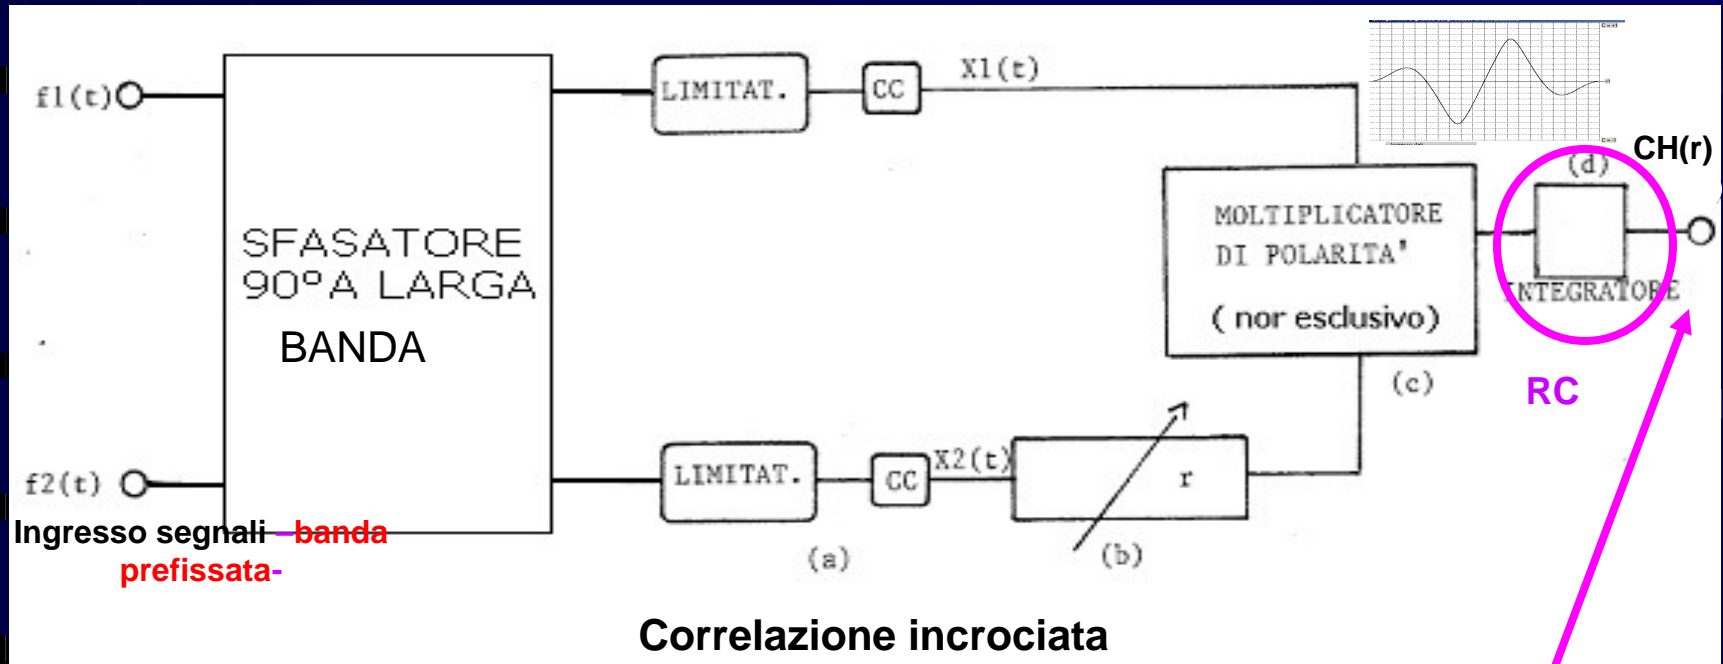 f1(t)
LIMITAT.
CC
X1(t)
CH(r)
(d)
SFASATORE
90° A LARGA
BANDA
MOLTIPLICATORE
DI POLARITA'
( nor esclusivo)
INTEGRATORE
(c)
RC
f2(t)
LIMITAT.
CC
X2(t)
r
(a)
(b)
Ingresso segnali –banda
prefissata-
Correlazione incrociata